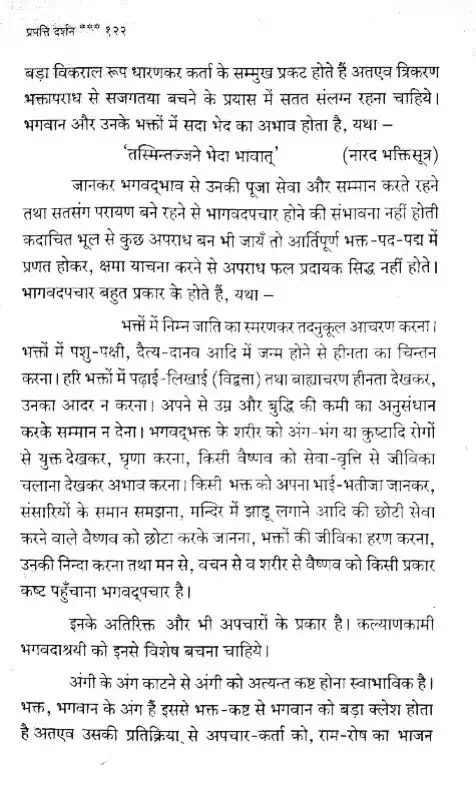 प्रपत्ति दर्शन *** १२२
बड़ा विकराल रूप धारणकर कर्ता के सम्मुख प्रकट होते हैं अतएव त्रिकरण
भक्तापराध से सजगतया बचने के प्रयास में सतत संलग्न रहना चाहिये।
भगवान और उनके भक्तों में सदा भेद का अभाव होता है, यथा –
'तस्मिन्तज्जने भेदा भावात्' (नारद भक्तिसूत्र)
जानकर भगवद्भाव से उनकी पूजा सेवा और सम्मान करते रहने
तथा सतसंग परायण बने रहने से भागवदपचार होने की संभावना नहीं होती
कदाचित भूल से कुछ अपराध बन भी जायँ तो आर्तिपूर्ण भक्त-पद-पद्म में
प्रणत होकर, क्षमा याचना करने से अपराध फल प्रदायक सिद्ध नहीं होते।
भागवदपचार बहुत प्रकार के होते हैं, यथा –
भक्तों में निम्न जाति का स्मरणकर तदनुकूल आचरण करना।
भक्तों में पशु-पक्षी, दैत्य-दानव आदि में जन्म होने से हीनता का चिन्तन
करना। हरि भक्तों में पढ़ाई-लिखाई (विद्वत्ता) तथा बाह्याचरण हीनता देखकर,
उनका आदर न करना। अपने से उम्र और बुद्धि की कमी का अनुसंधान
करके सम्मान न देना। भगवद्भक्त के शरीर को अंग-भंग या कुष्टादि रोगों
से युक्त देखकर, घृणा करना, किसी वैष्णव को सेवा-वृत्ति से जीविका
चलाना देखकर अभाव करना। किसी भक्त को अपना भाई-भतीजा जानकर,
संसारियों के समान समझना, मन्दिर में झाडू लगाने आदि की छोटी सेवा
करने वाले वैष्णव को छोटा करके जानना, भक्तों की जीविका हरण करना,
उनकी निन्दा करना तथा मन से, वचन से व शरीर से वैष्णव को किसी प्रकार
कष्ट पहुँचाना भगवद्पचार है।
इनके अतिरिक्त और भी अपचारों के प्रकार है। कल्याणकामी
भगवदाश्रयी को इनसे विशेष बचना चाहिये।
अंगी के अंग काटने से अंगी को अत्यन्त कष्ट होना स्वाभाविक है।
भक्त, भगवान के अंग हैं इससे भक्त-कष्ट से भगवान को बड़ा क्लेश होता
है अतएव उसकी प्रतिक्रिया से अपचार-कर्ता को, राम-रोष का भाजन